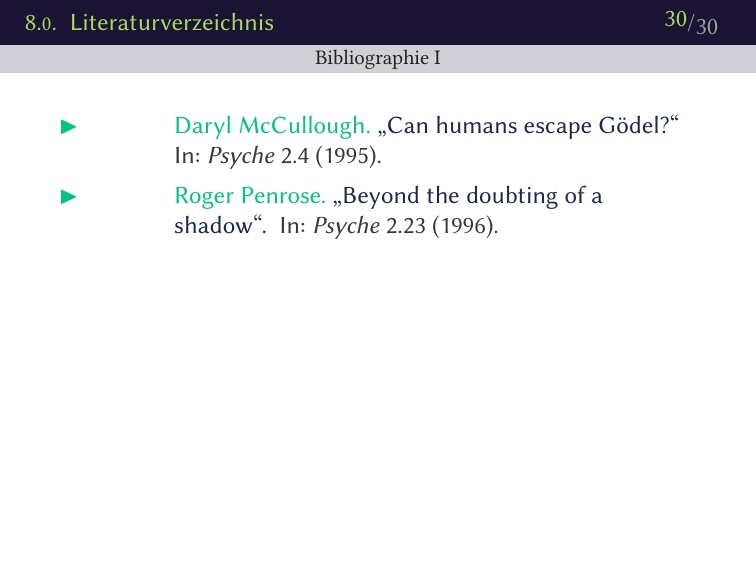 8.0. Literaturverzeichnis 30/30
Bibliographie I
▶ Daryl McCullough. „Can humans escape Gödel?“
In: Psyche 2.4 (1995).
▶ Roger Penrose. „Beyond the doubting of a
shadow“. In: Psyche 2.23 (1996).